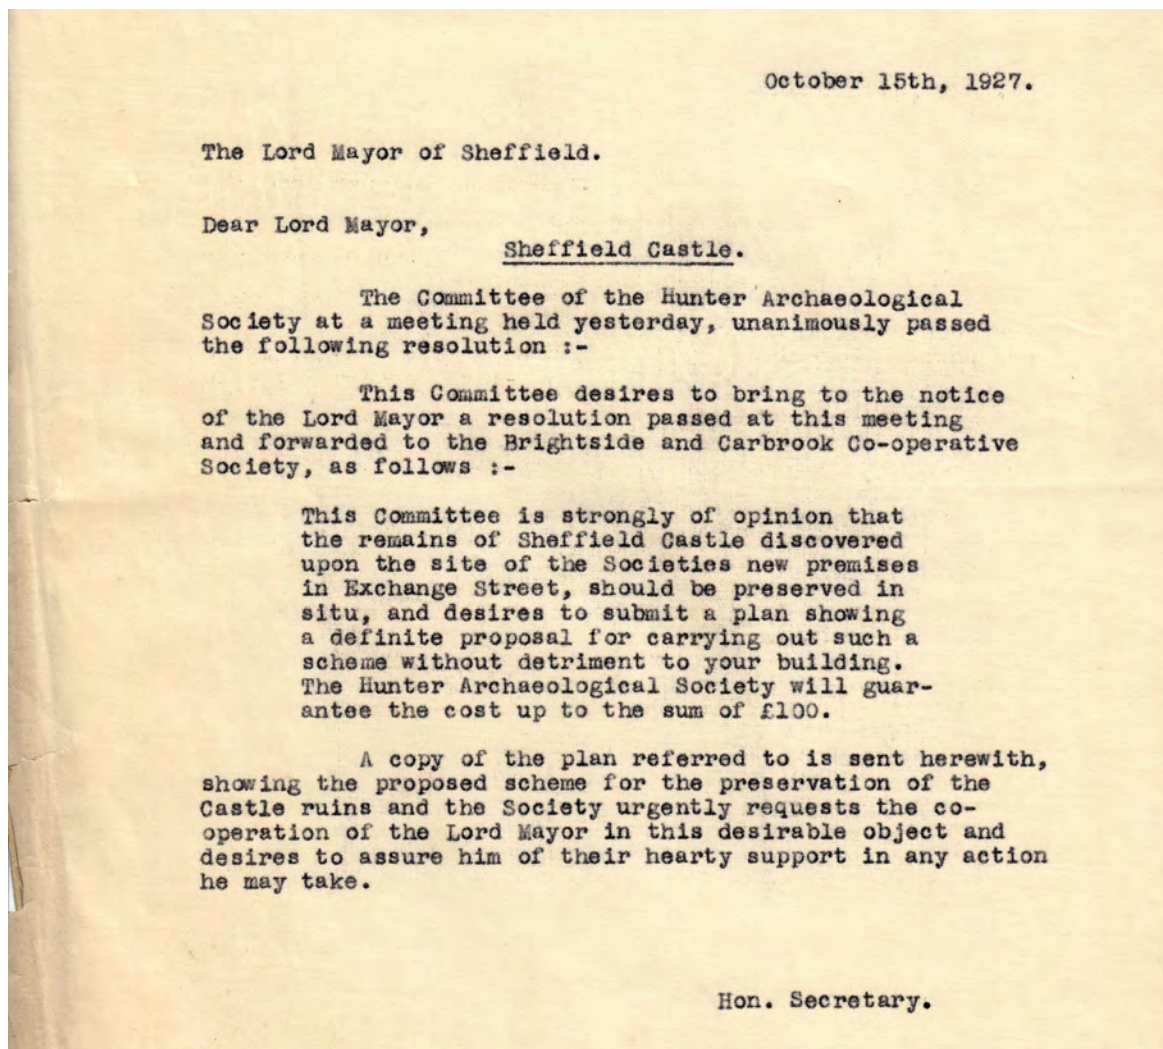 October 15th, 1927.
The Lord Mayor of Sheffield.
Dear Lord Mayor,
Sheffield Castle.
The Committee of the Hunter Archaeological
Society at a meeting held yesterday, unanimously passed
the following resolution :-
This Committee desires to bring to the notice
of the Lord Mayor a resolution passed at this meeting
and forwarded to the Brightside and Carbrook Co-operative
Society, as follows :-
This Committee is strongly of opinion that
the remains of Sheffield Castle discovered
upon the site of the Societies new premises
in Exchange Street, should be preserved in
situ, and desires to submit a plan showing
a definite proposal for carrying out such a
scheme without detriment to your building.
The Hunter Archaeological Society will guar-
antee the cost up to the sum of £100.
A copy of the plan referred to is sent herewith,
showing the proposed scheme for the preservation of the
Castle ruins and the Society urgently requests the co-
operation of the Lord Mayor in this desirable object and
desires to assure him of their hearty support in any action
he may take.
Hon. Secretary.